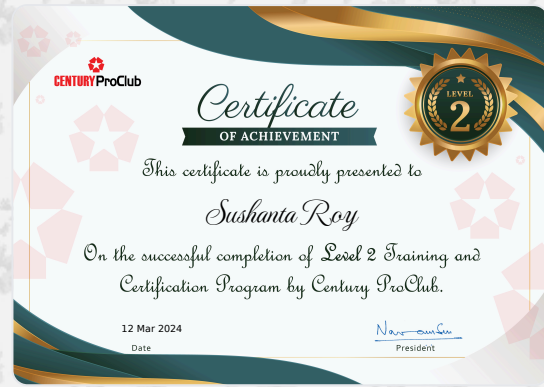 CENTURY ProClub
Certificate
OF ACHIEVEMENT
LEVEL
2
This certificate is proudly presented to
Sushanta Roy
On the successful completion of Level 2 Training and
Certification Program by Century ProClub.
12 Mar 2024
Date
President